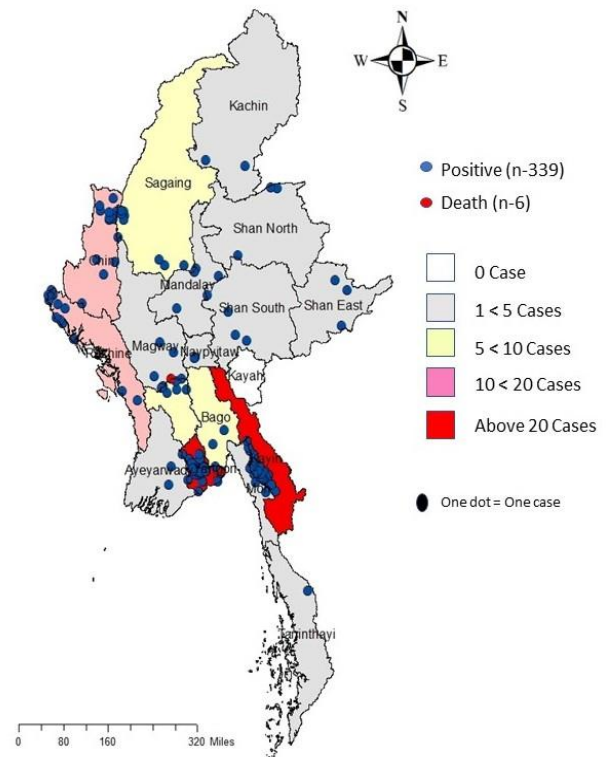 N
W E
S
Kachin
Positive (n-339)
Sagaing
Death (n-6)
Shan North
0 Case
Chin
Mandalay
Shan South
Shan East
1 < 5 Cases
Magway
Naypyitaw
5 < 10 Cases
Kayah
10 < 20 Cases
Bago
Above 20 Cases
Ayeyarwady
One dot = One case
Taninthayi
0 80 160 320 Miles